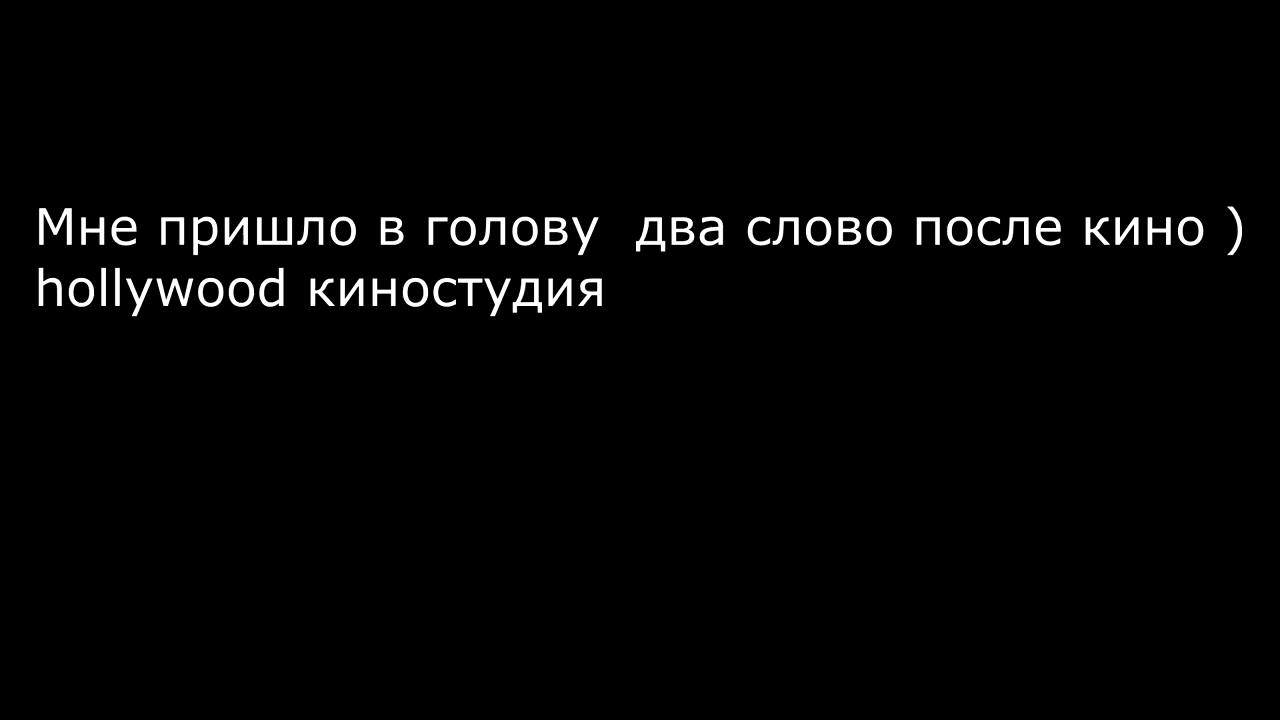 Мне пришло в голову  два слово после кино )
hollywood киностудия